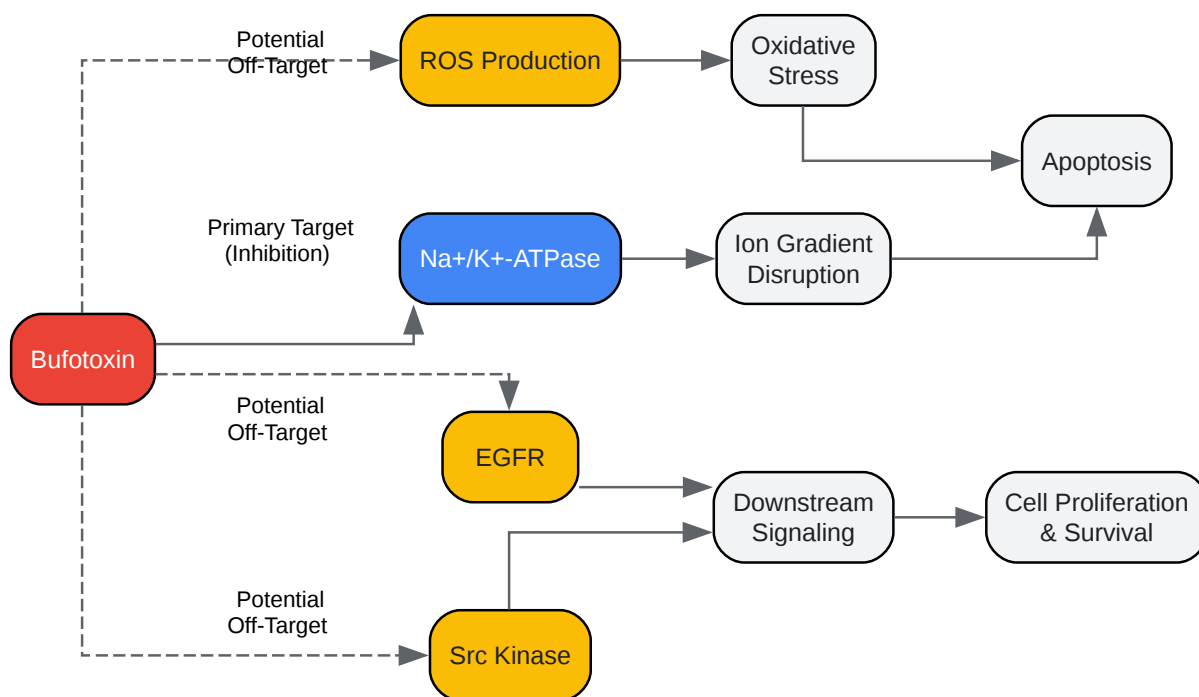 Potential
Off-Target
ROS Production
Oxidative
Stress
Apoptosis
Primary Target
(Inhibition)
Na+/K+-ATPase
Ion Gradient
Disruption
Bufotoxin
Potential
Off-Target
EGFR
Downstream
Signaling
Cell Proliferation
& Survival
Potential
Off-Target
Src Kinase